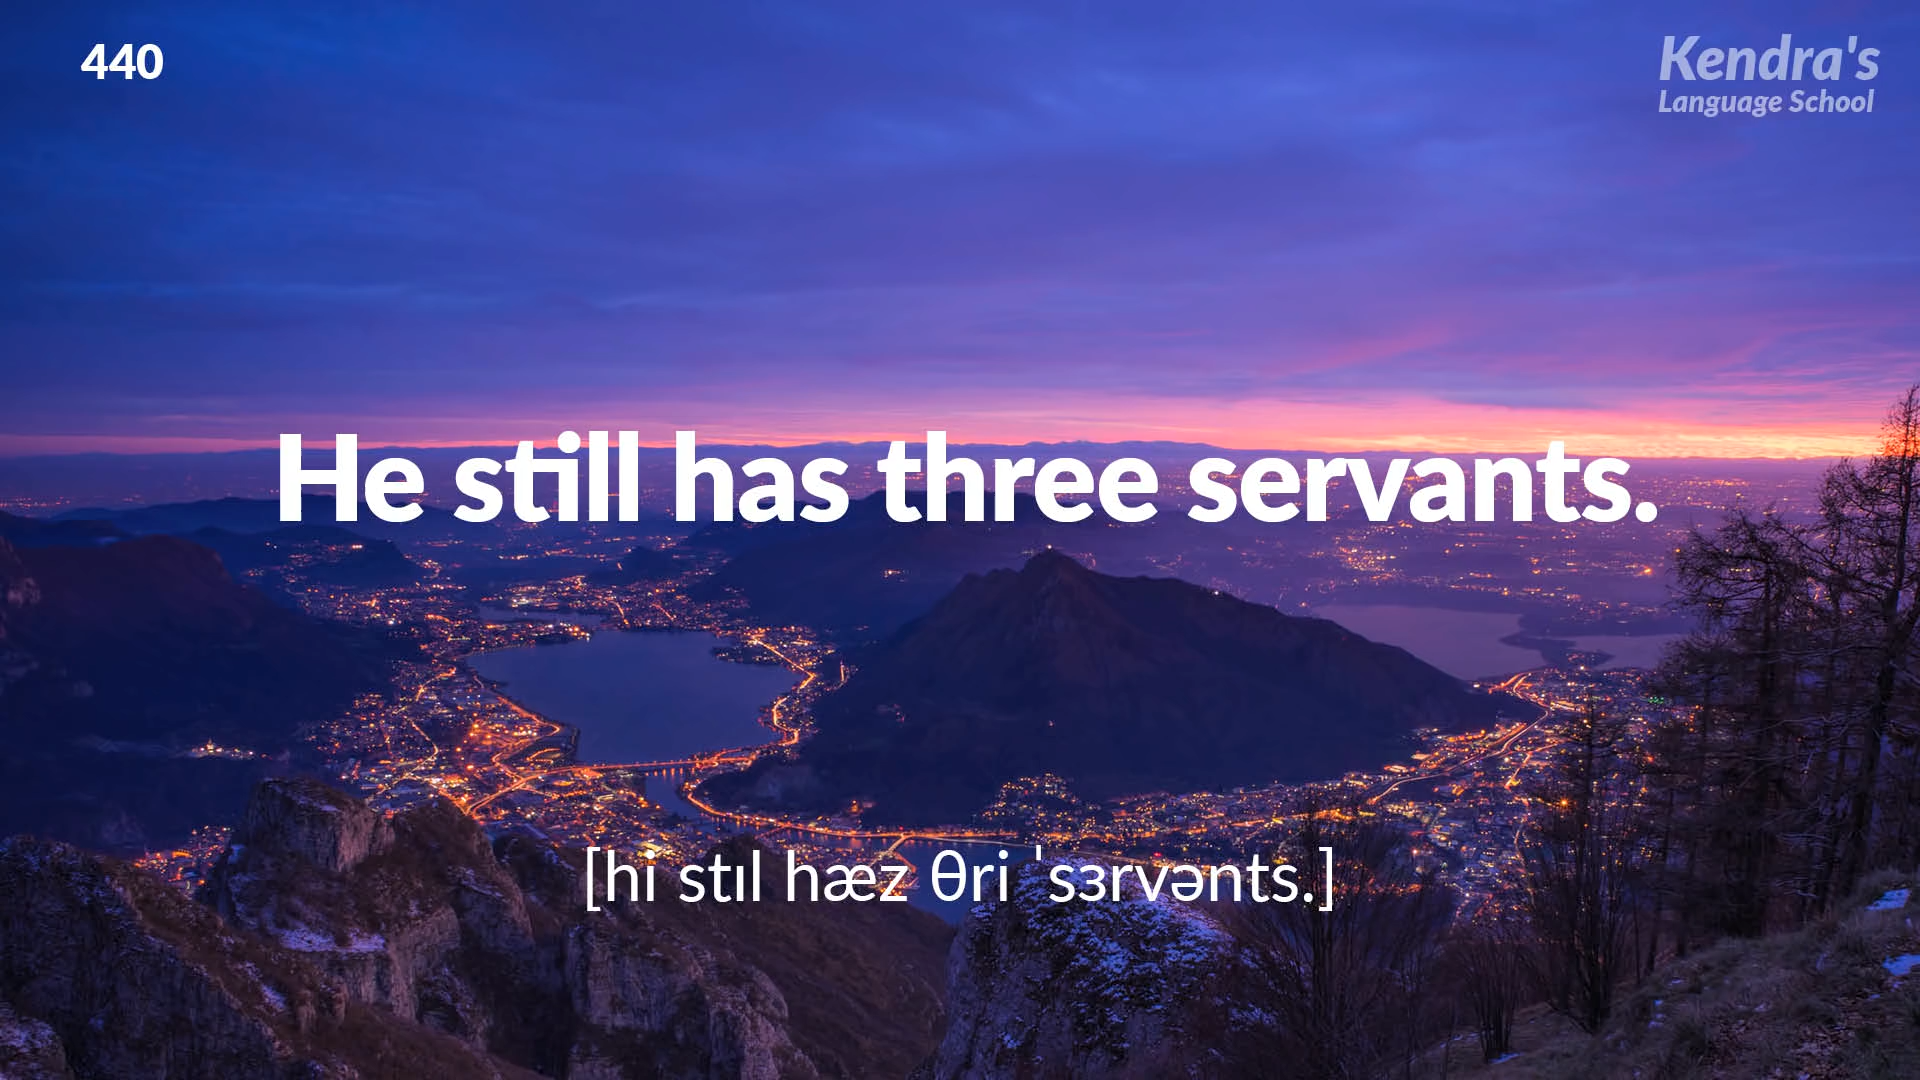 440
Kendra's
Language School
He still has three servants.
[hi stɪl hæz θri ˈsɜrvənts.]